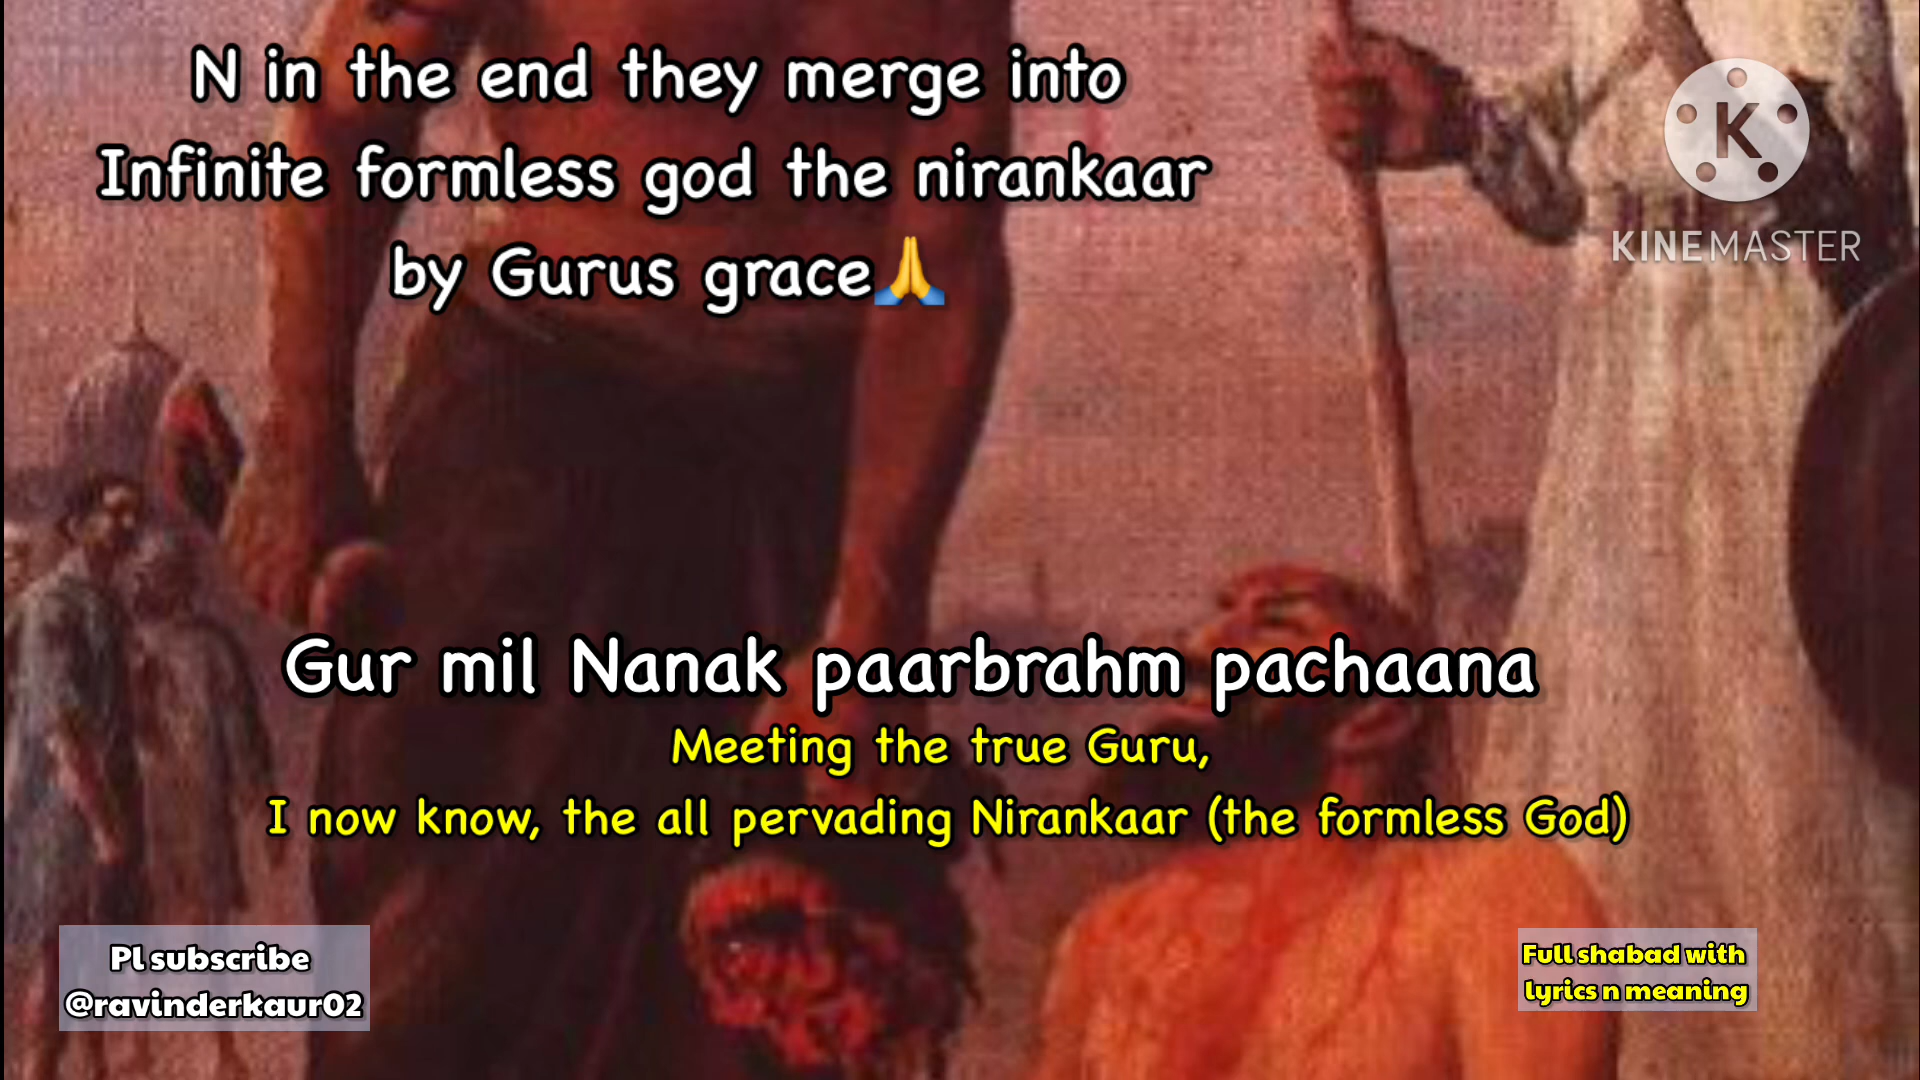 N in the end they merge into
Infinite formless god the nirankaar
by Gurus grace🙏
K
KINEMASTER
Gur mil Nanak paarbrahm pachaana
Meeting the true Guru,
I now know, the all pervading Nirankaar (the formless God)
Pl subscribe
@ravinderkaur02
Full shabad with
lyrics n meaning